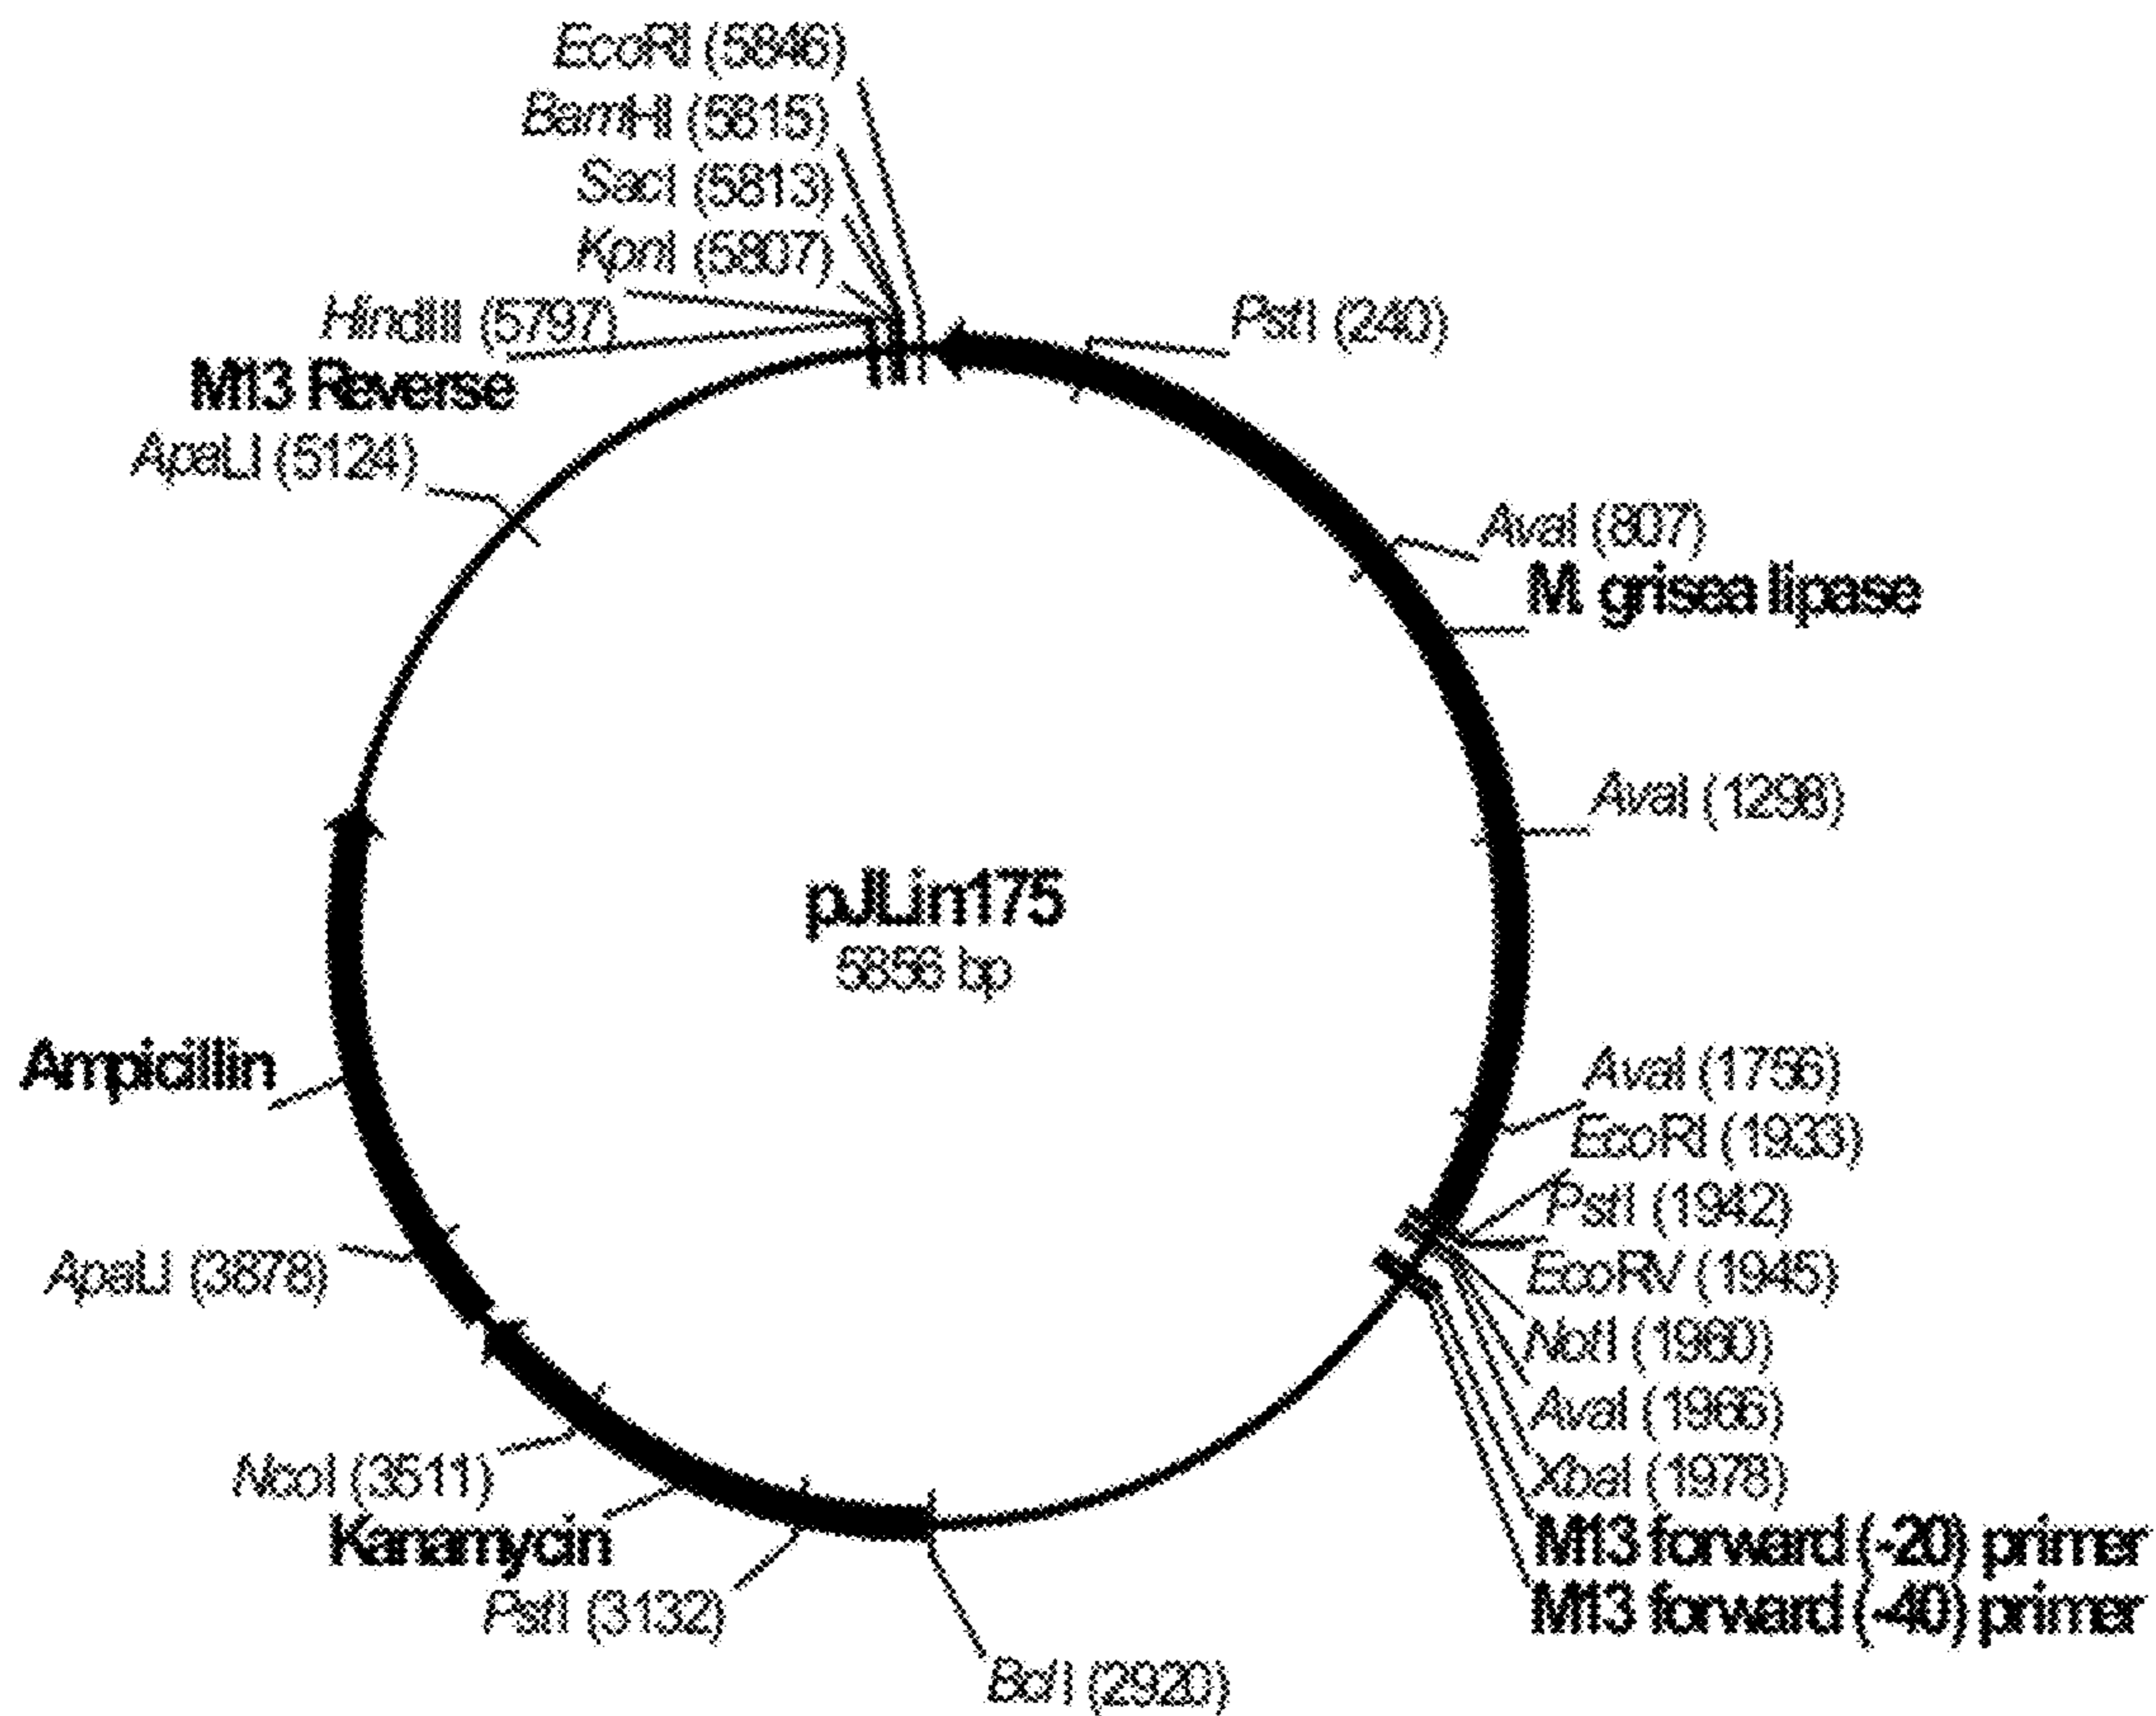 EcoRI (5846)
BamHI (5815)
SacI (5813)
KpnI (5807)
HindIII (5797)
M13 Reverse
ApaLI (5124)
PstI (240)
AvaI (807)
M. grisea lipase
AvaI (1298)
pJLin175
5856 bp
Ampicillin
AvaI (1756)
EcoRI (1933)
PstI (1942)
EcoRV (1945)
NotI (1960)
AvaI (1966)
XbaI (1978)
M13 forward (-20) primer
M13 forward (-40) primer
ApaLI (3878)
NcoI (3511)
Kanamycin
PstI (3132)
BclI (2920)